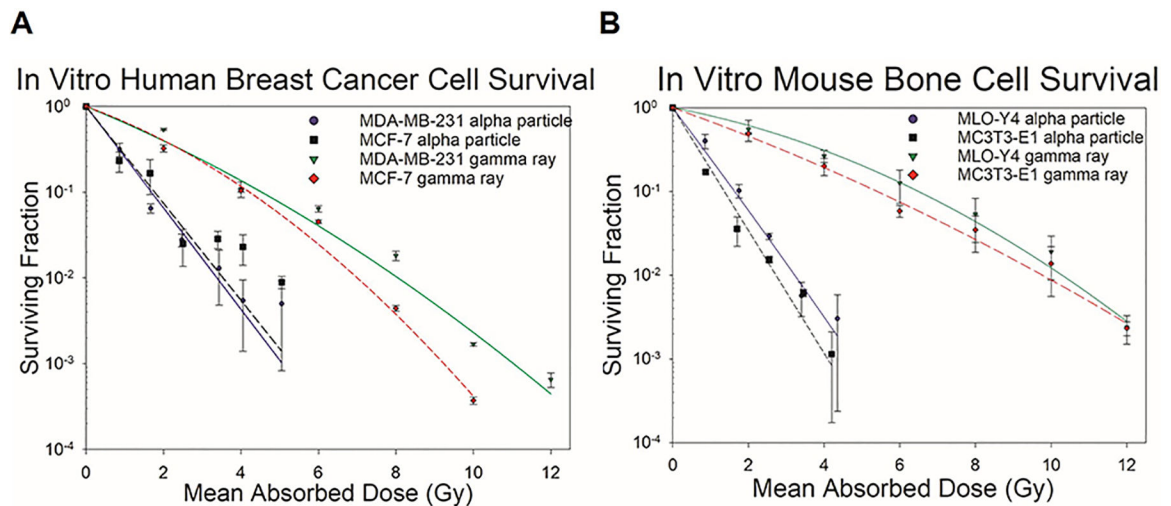 A
In Vitro Human Breast Cancer Cell Survival
MDA-MB-231 alpha particle
MCF-7 alpha particle
MDA-MB-231 gamma ray
MCF-7 gamma ray
10⁰
10⁻¹
10⁻²
10⁻³
10⁻⁴
Surviving Fraction
0 2 4 6 8 10 12
Mean Absorbed Dose (Gy)
B
In Vitro Mouse Bone Cell Survival
MLO-Y4 alpha particle
MC3T3-E1 alpha particle
MLO-Y4 gamma ray
MC3T3-E1 gamma ray
10⁰
10⁻¹
10⁻²
10⁻³
10⁻⁴
Surviving Fraction
0 2 4 6 8 10 12
Mean Absorbed Dose (Gy)